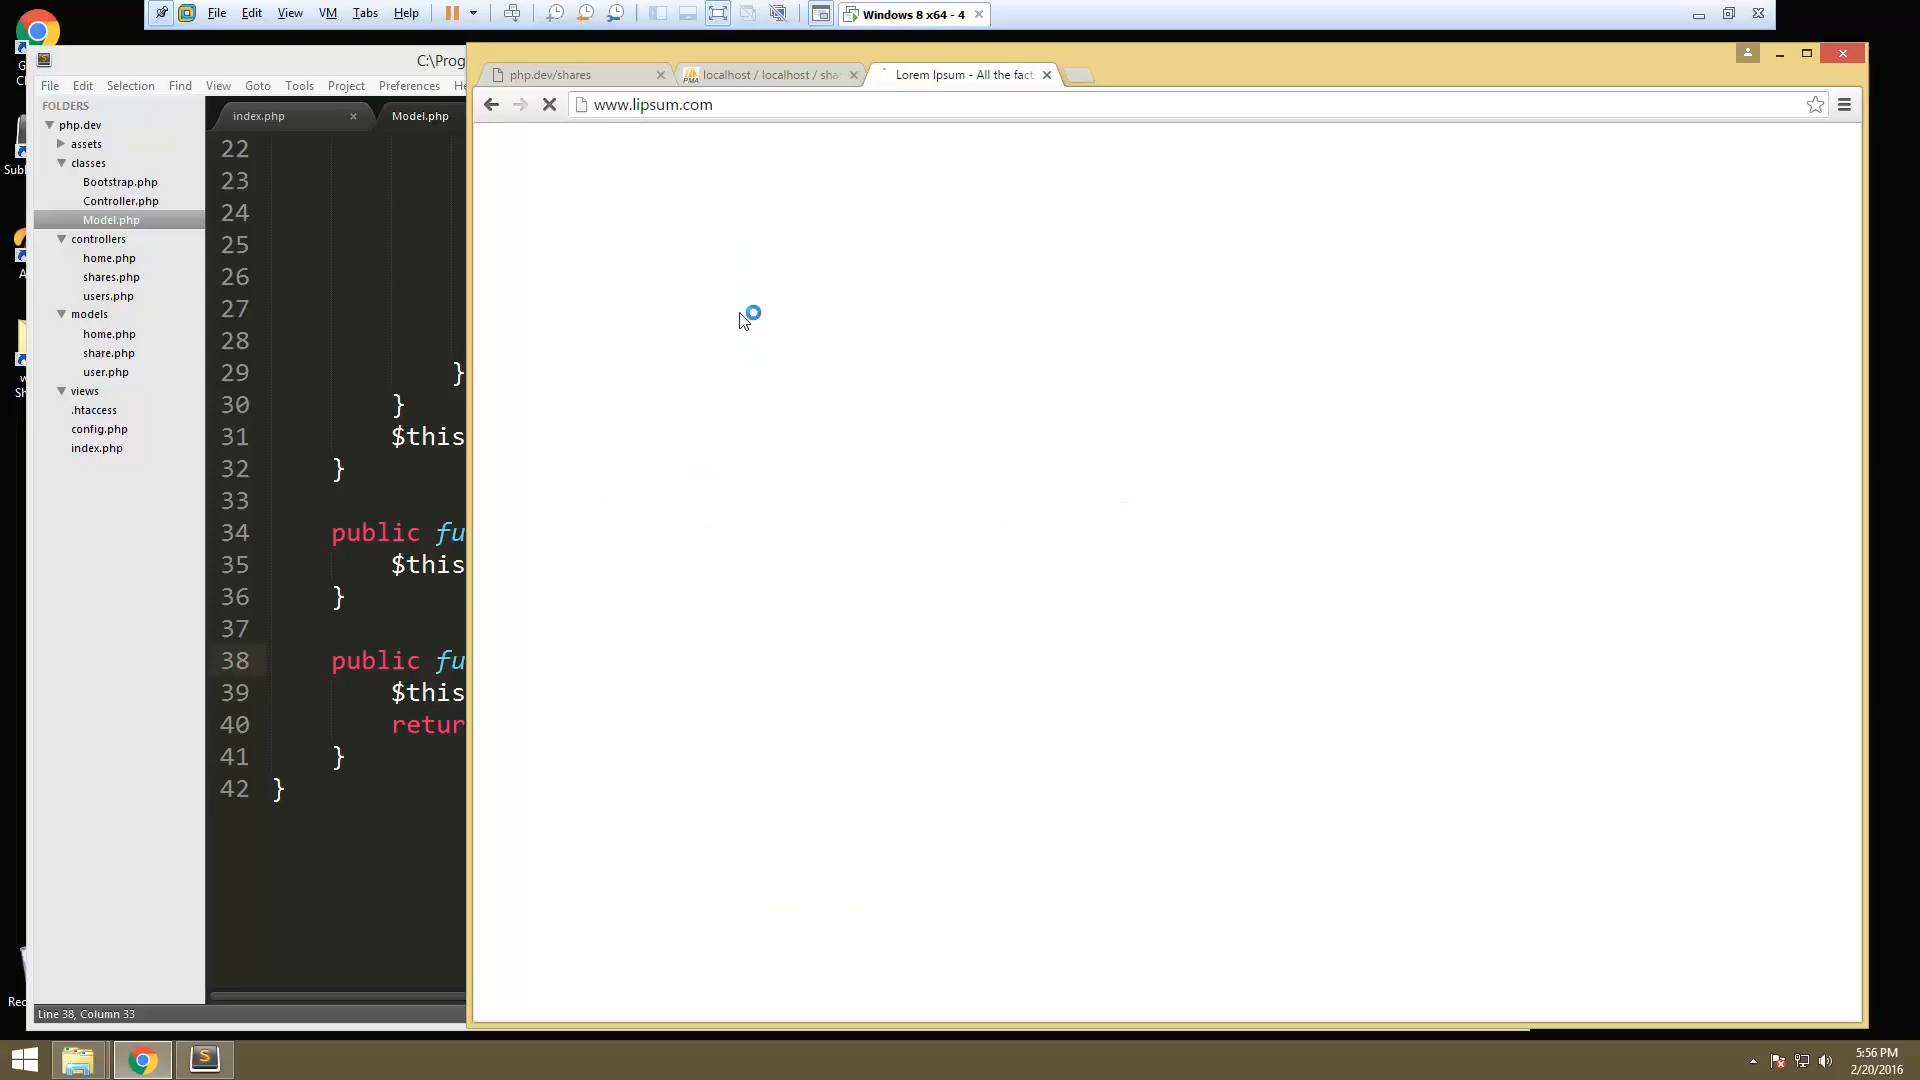 File Edit View VM Tabs Help
Windows 8 x64 - 4
C:\Prog
php.dev/shares
localhost / localhost / sha
Lorem Ipsum - All the fact
File Edit Selection Find View Goto Tools Project Preferences He
www.lipsum.com
FOLDERS
php.dev
assets
classes
Bootstrap.php
Controller.php
Model.php
controllers
home.php
shares.php
users.php
models
home.php
share.php
user.php
views
.htaccess
config.php
index.php
index.php
Model.php
22
23
24
25
26
27
28
29 }
30 }
31 $this
32 }
33
34 public fu
35 $this
36 }
37
38 public fu
39 $this
40 retur
41 }
42 }
Line 38, Column 33
5:56 PM
2/20/2016